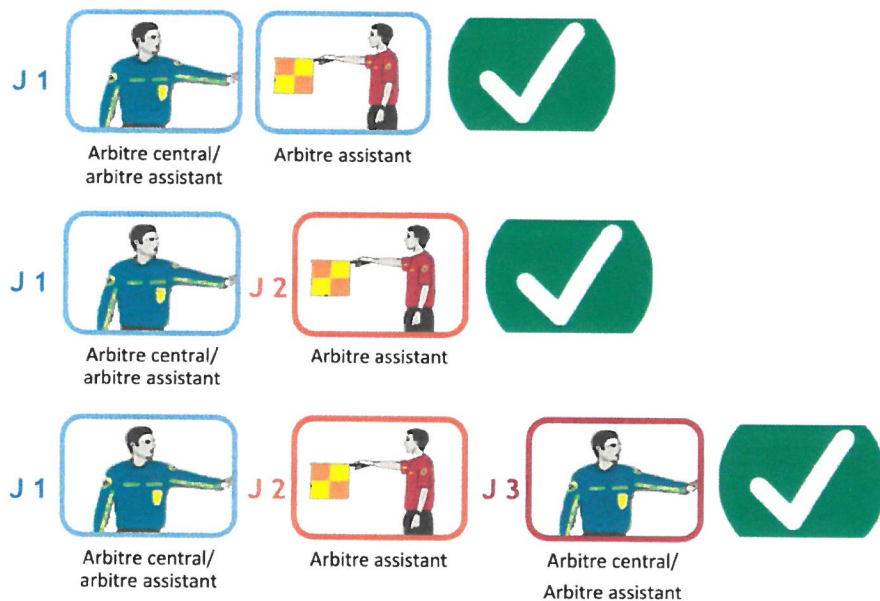 J 1
Arbitre central/
arbitre assistant
Arbitre assistant
J 1
Arbitre central/
arbitre assistant
J 2
Arbitre assistant
J 1
Arbitre central/
arbitre assistant
J 2
Arbitre assistant
J 3
Arbitre central/
Arbitre assistant